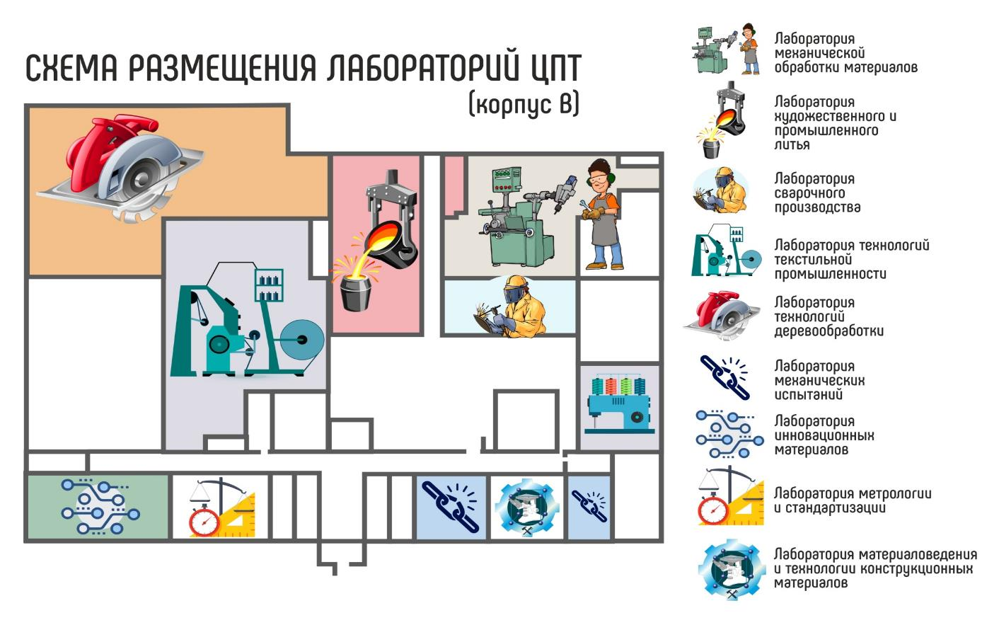 СХЕМА РАЗМЕЩЕНИЯ ЛАБОРАТОРИЙ ЦПТ
(корпус В)
Лаборатория
механической
обработки материалов
Лаборатория
художественного и
промышленного
литья
Лаборатория
сварочного
производства
Лаборатория технологий
текстильной
промышленности
Лаборатория
технологий
деревообработки
Лаборатория
механических
испытаний
Лаборатория
инновационных
материалов
Лаборатория метрологии
и стандартизации
Лаборатория материаловедения
и технологии конструкционных
материалов